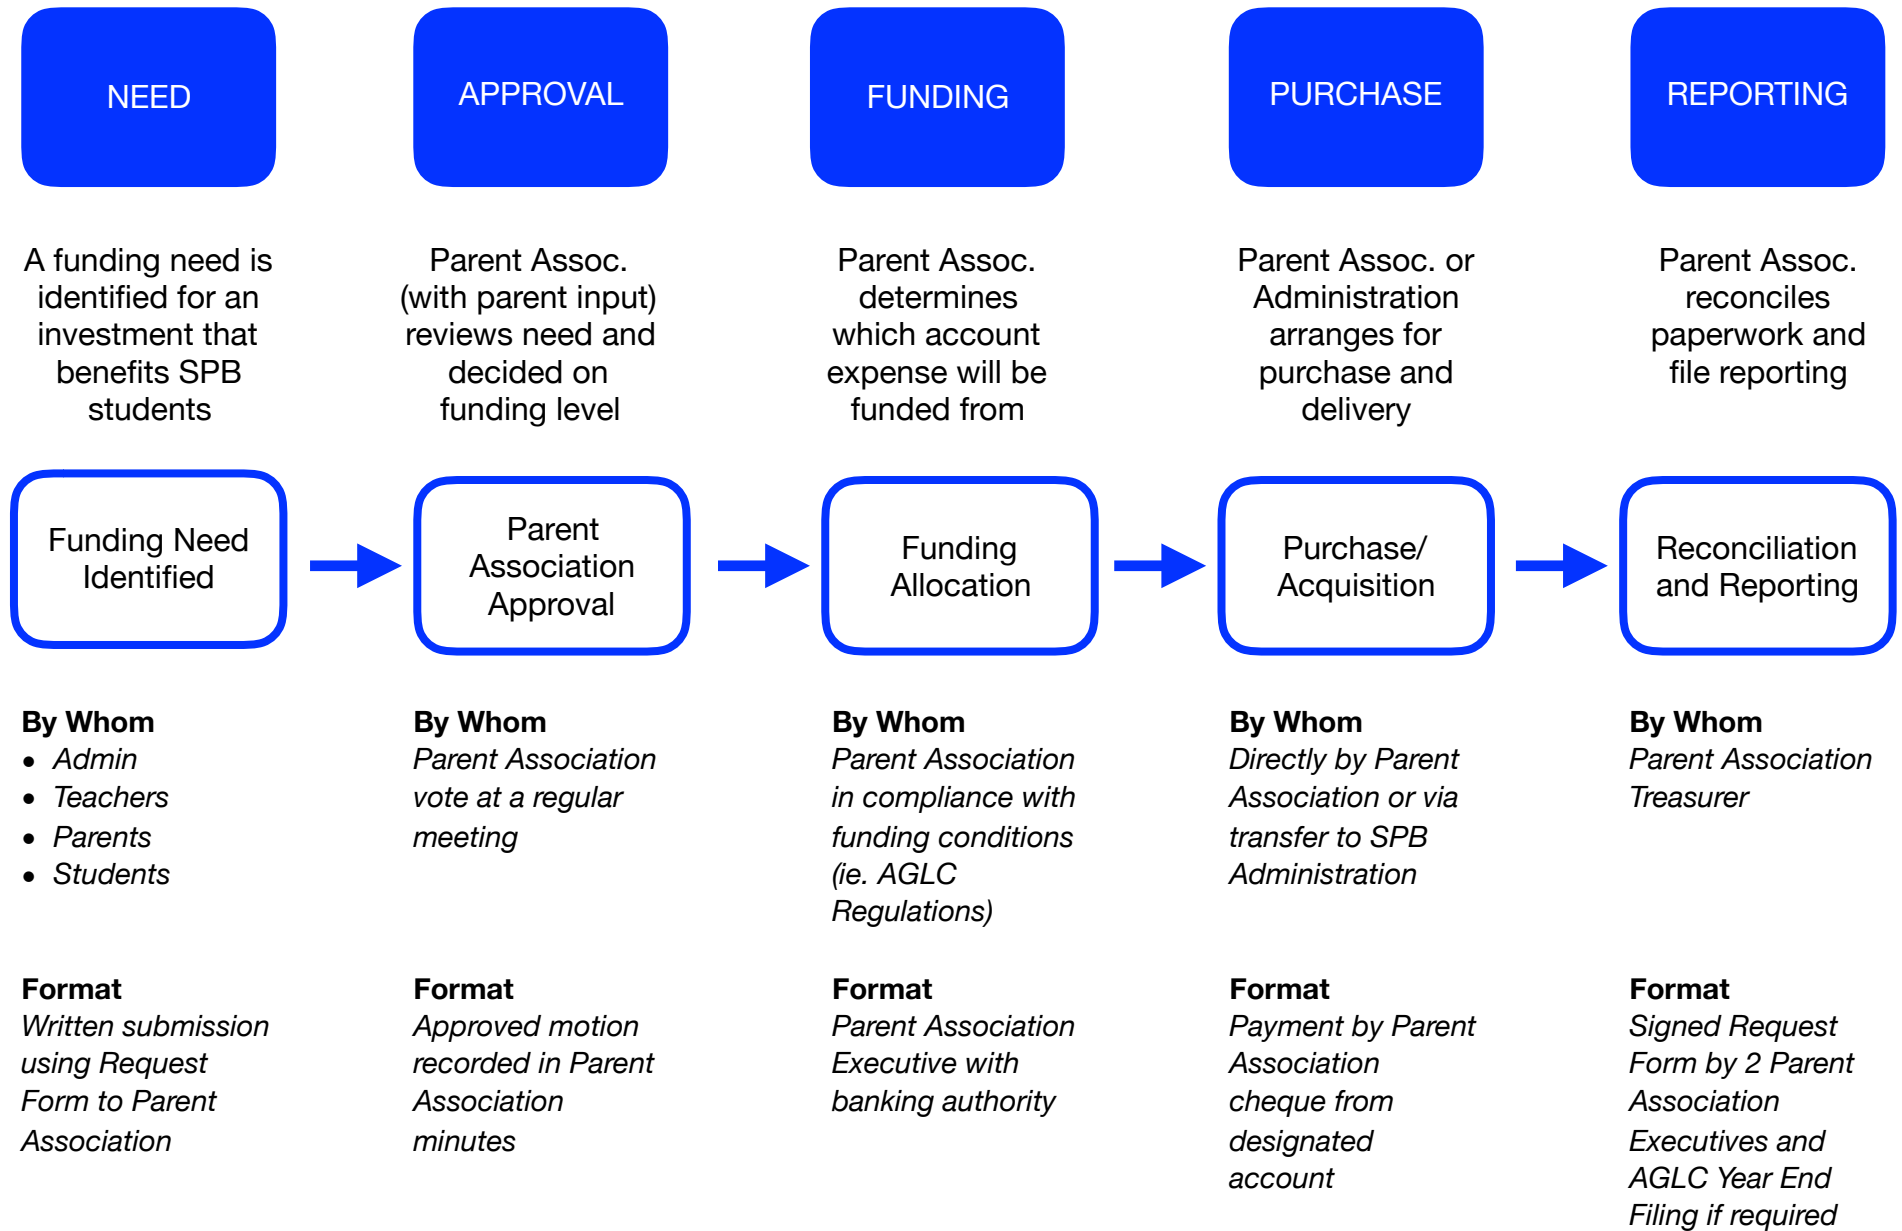 NEED
APPROVAL
FUNDING
PURCHASE
REPORTING
A funding need is
identified for an
investment that
benefits SPB
students
Parent Assoc.
(with parent input)
reviews need and
decided on
funding level
Parent Assoc.
determines
which account
expense will be
funded from
Parent Assoc. or
Administration
arranges for
purchase and
delivery
Parent Assoc.
reconciles
paperwork and
file reporting
Funding Need
Identified
Parent
Association
Approval
Funding
Allocation
Purchase/
Acquisition
Reconciliation
and Reporting
By Whom
• Admin
• Teachers
• Parents
• Students
By Whom
Parent Association
vote at a regular
meeting
By Whom
Parent Association
in compliance with
funding conditions
(ie. AGLC
Regulations)
By Whom
Directly by Parent
Association or via
transfer to SPB
Administration
By Whom
Parent Association
Treasurer
Format
Written submission
using Request
Form to Parent
Association
Format
Approved motion
recorded in Parent
Association
minutes
Format
Parent Association
Executive with
banking authority
Format
Payment by Parent
Association
cheque from
designated
account
Format
Signed Request
Form by 2 Parent
Association
Executives and
AGLC Year End
Filing if required